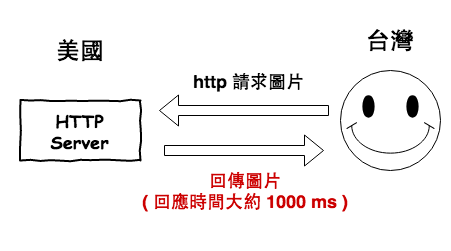 美國
台灣
http 請求圖片
HTTP
Server
回傳圖片
( 回應時間大約 1000 ms )